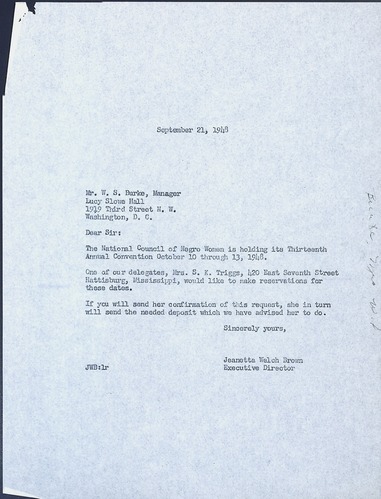 September 21, 1948
Mr. W. S. Burke, Manager
Lucy Slowe Hall
1919 Third Street N. W.
Washington, D. C.
Dear Sir:
The National Council of Negro Women is holding its Thirteenth
Annual Convention October 10 through 13, 1948.
One of our delegates, Mrs. S. K. Triggs, 420 East Seventh Street
Hattisburg, Mississippi, would like to make reservations for
these dates.
If you will send her confirmation of this request, she in turn
will send the needed deposit which we have advised her to do.
Sincerely yours,
Jeanetta Welch Brown
Executive Director
JWB:lr